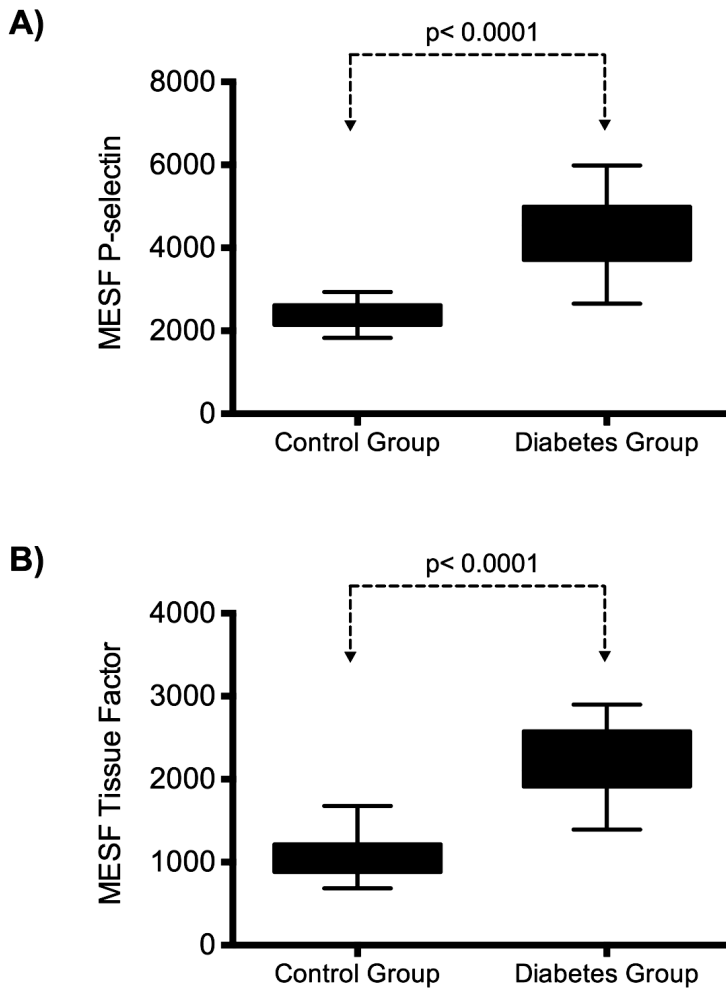 A)
p< 0.0001
8000
6000
4000
2000
0
MESF P-selectin
Control Group
Diabetes Group
B)
p< 0.0001
4000
3000
2000
1000
0
MESF Tissue Factor
Control Group
Diabetes Group